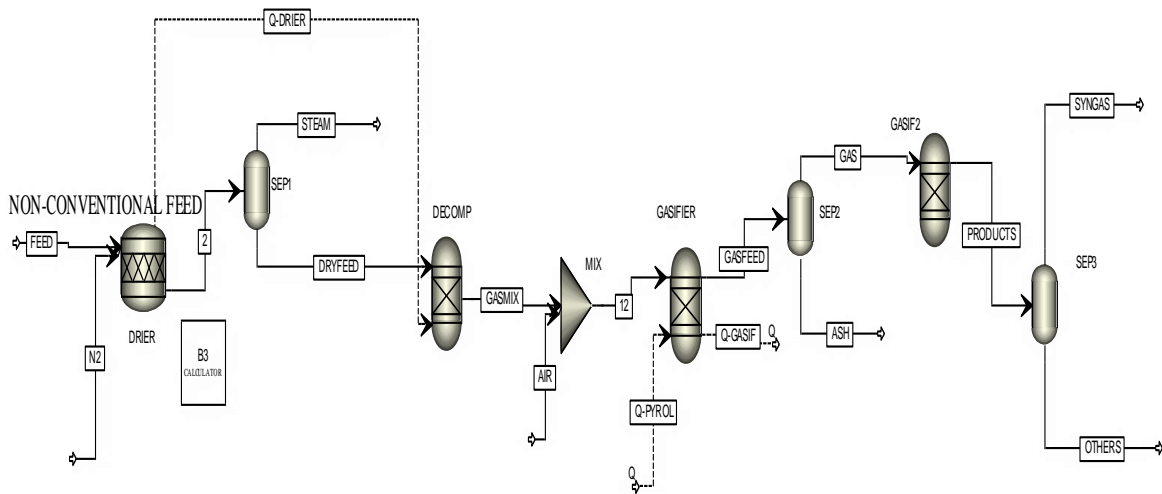 Q-DRIER
SYNGAS
STEAM
GASIF2
GAS
SEP1
NON-CONVENTIONAL FEED
DECOMP
GASIFIER
SEP2
PRODUCTS
FEED
2
DRYFEED
MIX
GASFEED
SEP3
GASMIX
12
DRIER
Q-GASIF
Q
ASH
B3
CALCULATOR
N2
AIR
Q-PYROL
OTHERS
Q